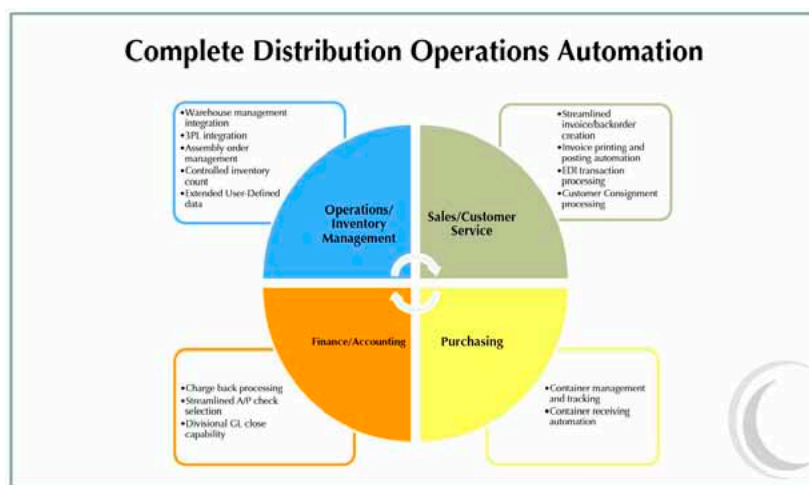 Complete Distribution Operations Automation
•Warehouse management
integration
•3PL integration
•Assembly order
management
•Controlled inventory
count
•Extended User-Defined
data
•Streamlined
invoice/backorder
creation
•Invoice printing and
posting automation
•EDI transaction
processing
•Customer Consignment
processing
Operations/
Inventory
Management
Sales/Customer
Service
Finance/Accounting
Purchasing
•Charge back processing
•Streamlined A/P check
selection
•Divisional GL close
capability
•Container management
and tracking
•Container receiving
automation